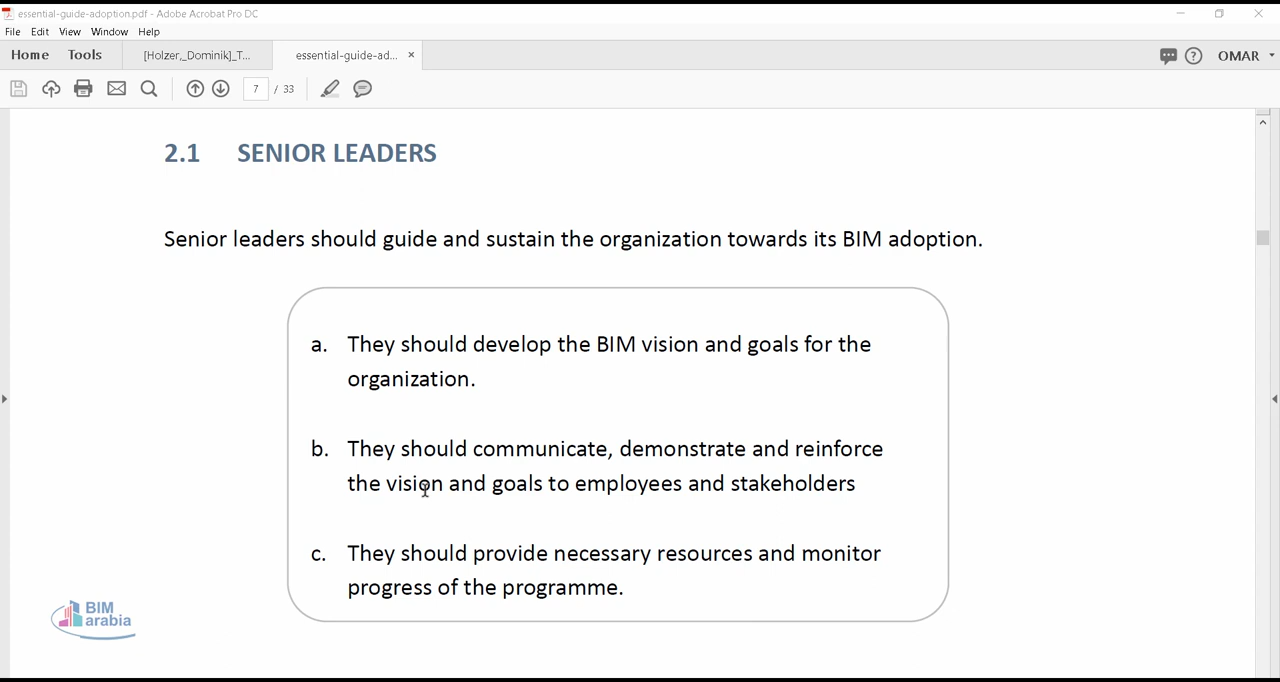 essential-guide-adoption.pdf - Adobe Acrobat Pro DC
File Edit View Window Help
Home Tools [Holzer,_Dominik]_T... essential-guide-ad... × OMAR
7 / 33
2.1 SENIOR LEADERS
Senior leaders should guide and sustain the organization towards its BIM adoption.
a. They should develop the BIM vision and goals for the
organization.
b. They should communicate, demonstrate and reinforce
the vision and goals to employees and stakeholders
c. They should provide necessary resources and monitor
progress of the programme.
BIM
arabia